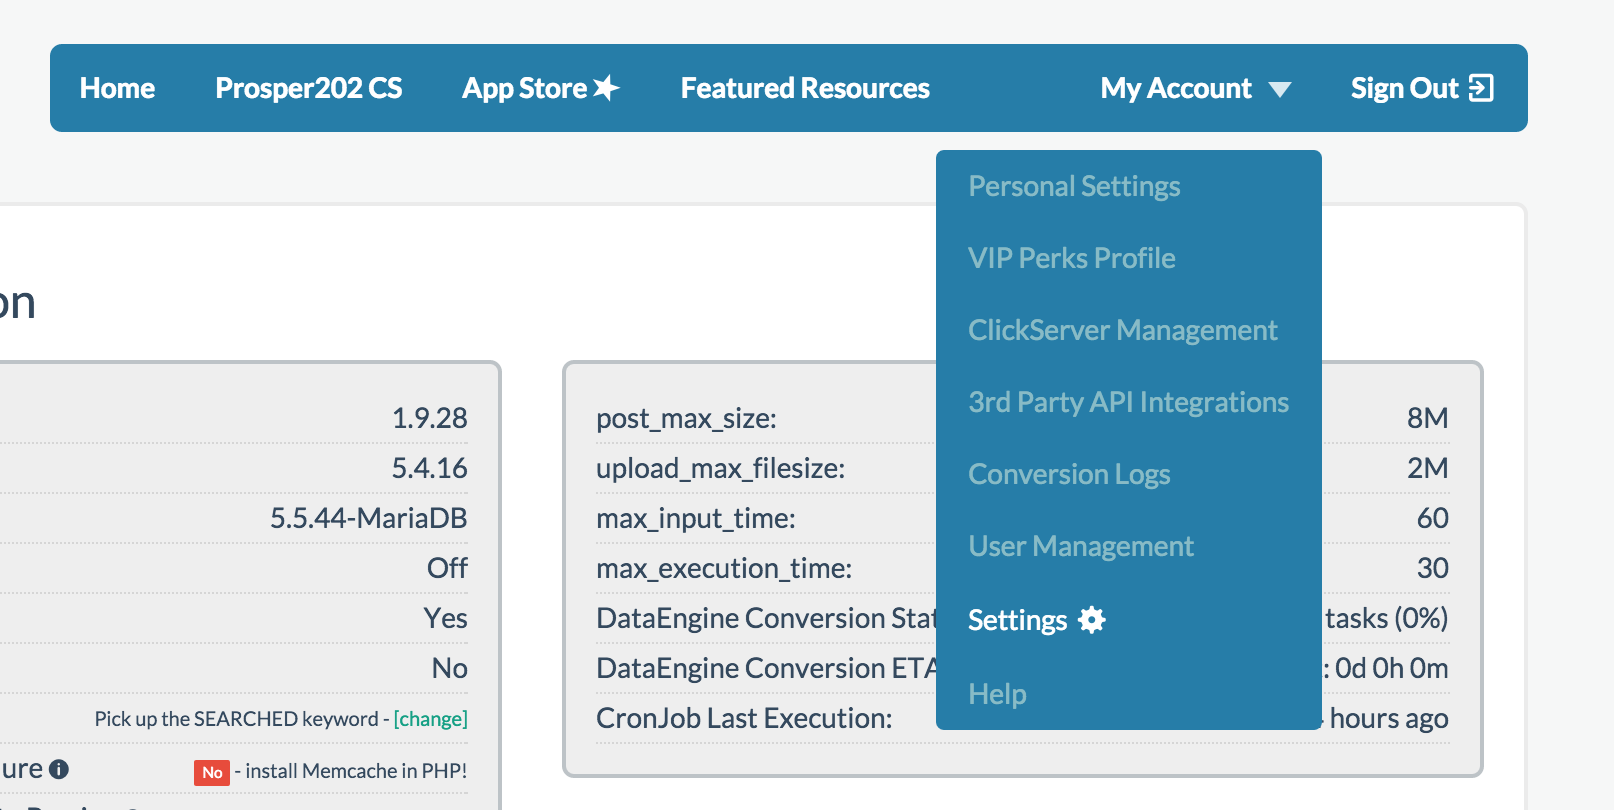 Home Prosper202 CS App Store Featured Resources My Account Sign Out
Personal Settings
VIP Perks Profile
ClickServer Management
3rd Party API Integrations
Conversion Logs
User Management
Settings
Help
on
1.9.28
5.4.16
5.5.44-MariaDB
Off
Yes
No
Pick up the SEARCHED keyword - [change]
ure No - install Memcache in PHP!
post_max_size: 8M
upload_max_filesize: 2M
max_input_time: 60
max_execution_time: 30
DataEngine Conversion Stat tasks (0%)
DataEngine Conversion ETA : 0d 0h 0m
CronJob Last Execution: hours ago